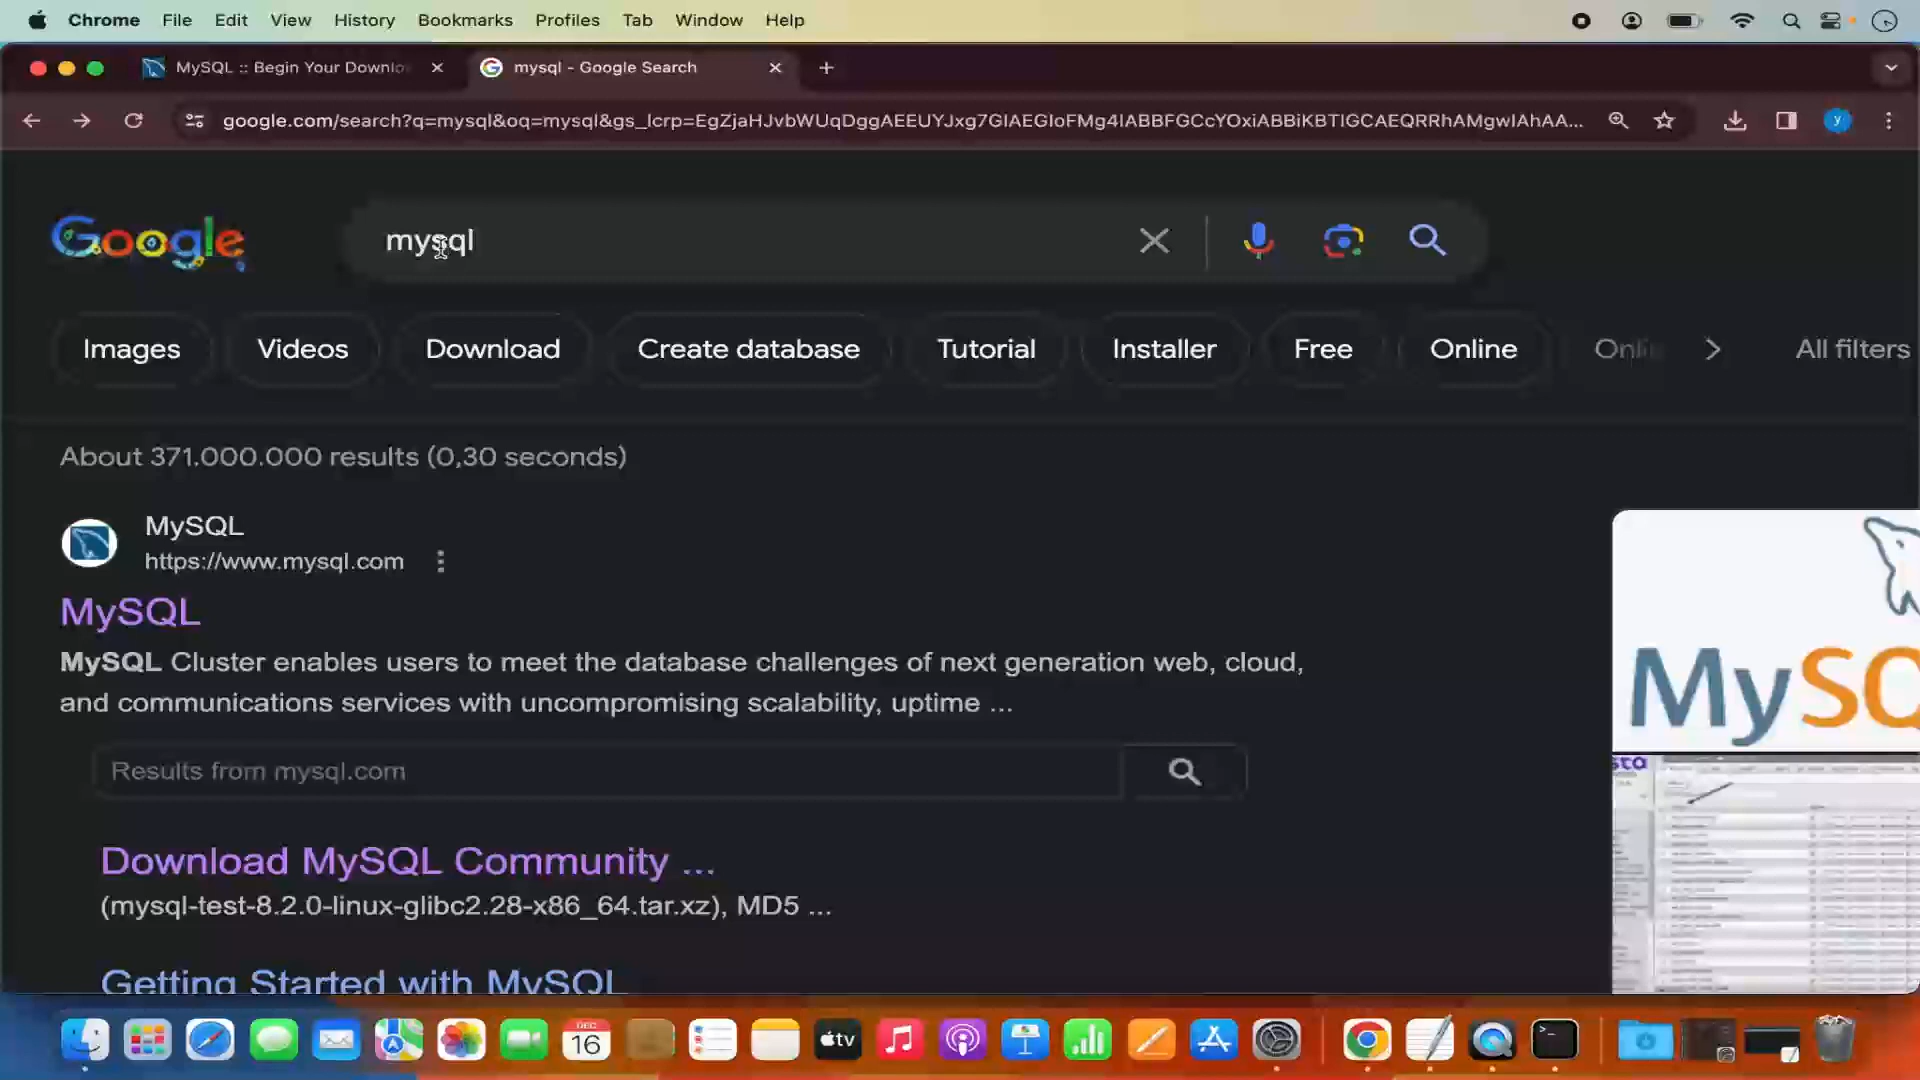 Chrome File Edit View History Bookmarks Profiles Tab Window Help
MySQL :: Begin Your Downlo
mysql - Google Search
google.com/search?q=mysql&oq=mysql&gs_lcrp=EgZjaHJvbWUqDggAEEUYJxg7GIAEGIoFMg4IABBFGCcYOxiABBiKBTIGCAEQRRhAMgwIAhAA...
y
Google
mysql
Images Videos Download Create database Tutorial Installer Free Online Onli All filters
About 371.000.000 results (0,30 seconds)
MySQL
https://www.mysql.com
MySQL
MySQL Cluster enables users to meet the database challenges of next generation web, cloud,
and communications services with uncompromising scalability, uptime ...
Results from mysql.com
Download MySQL Community ...
(mysql-test-8.2.0-linux-glibc2.28-x86_64.tar.xz), MD5 ...
Getting Started with MySQL
MySQ
sta
DEC
16
tv